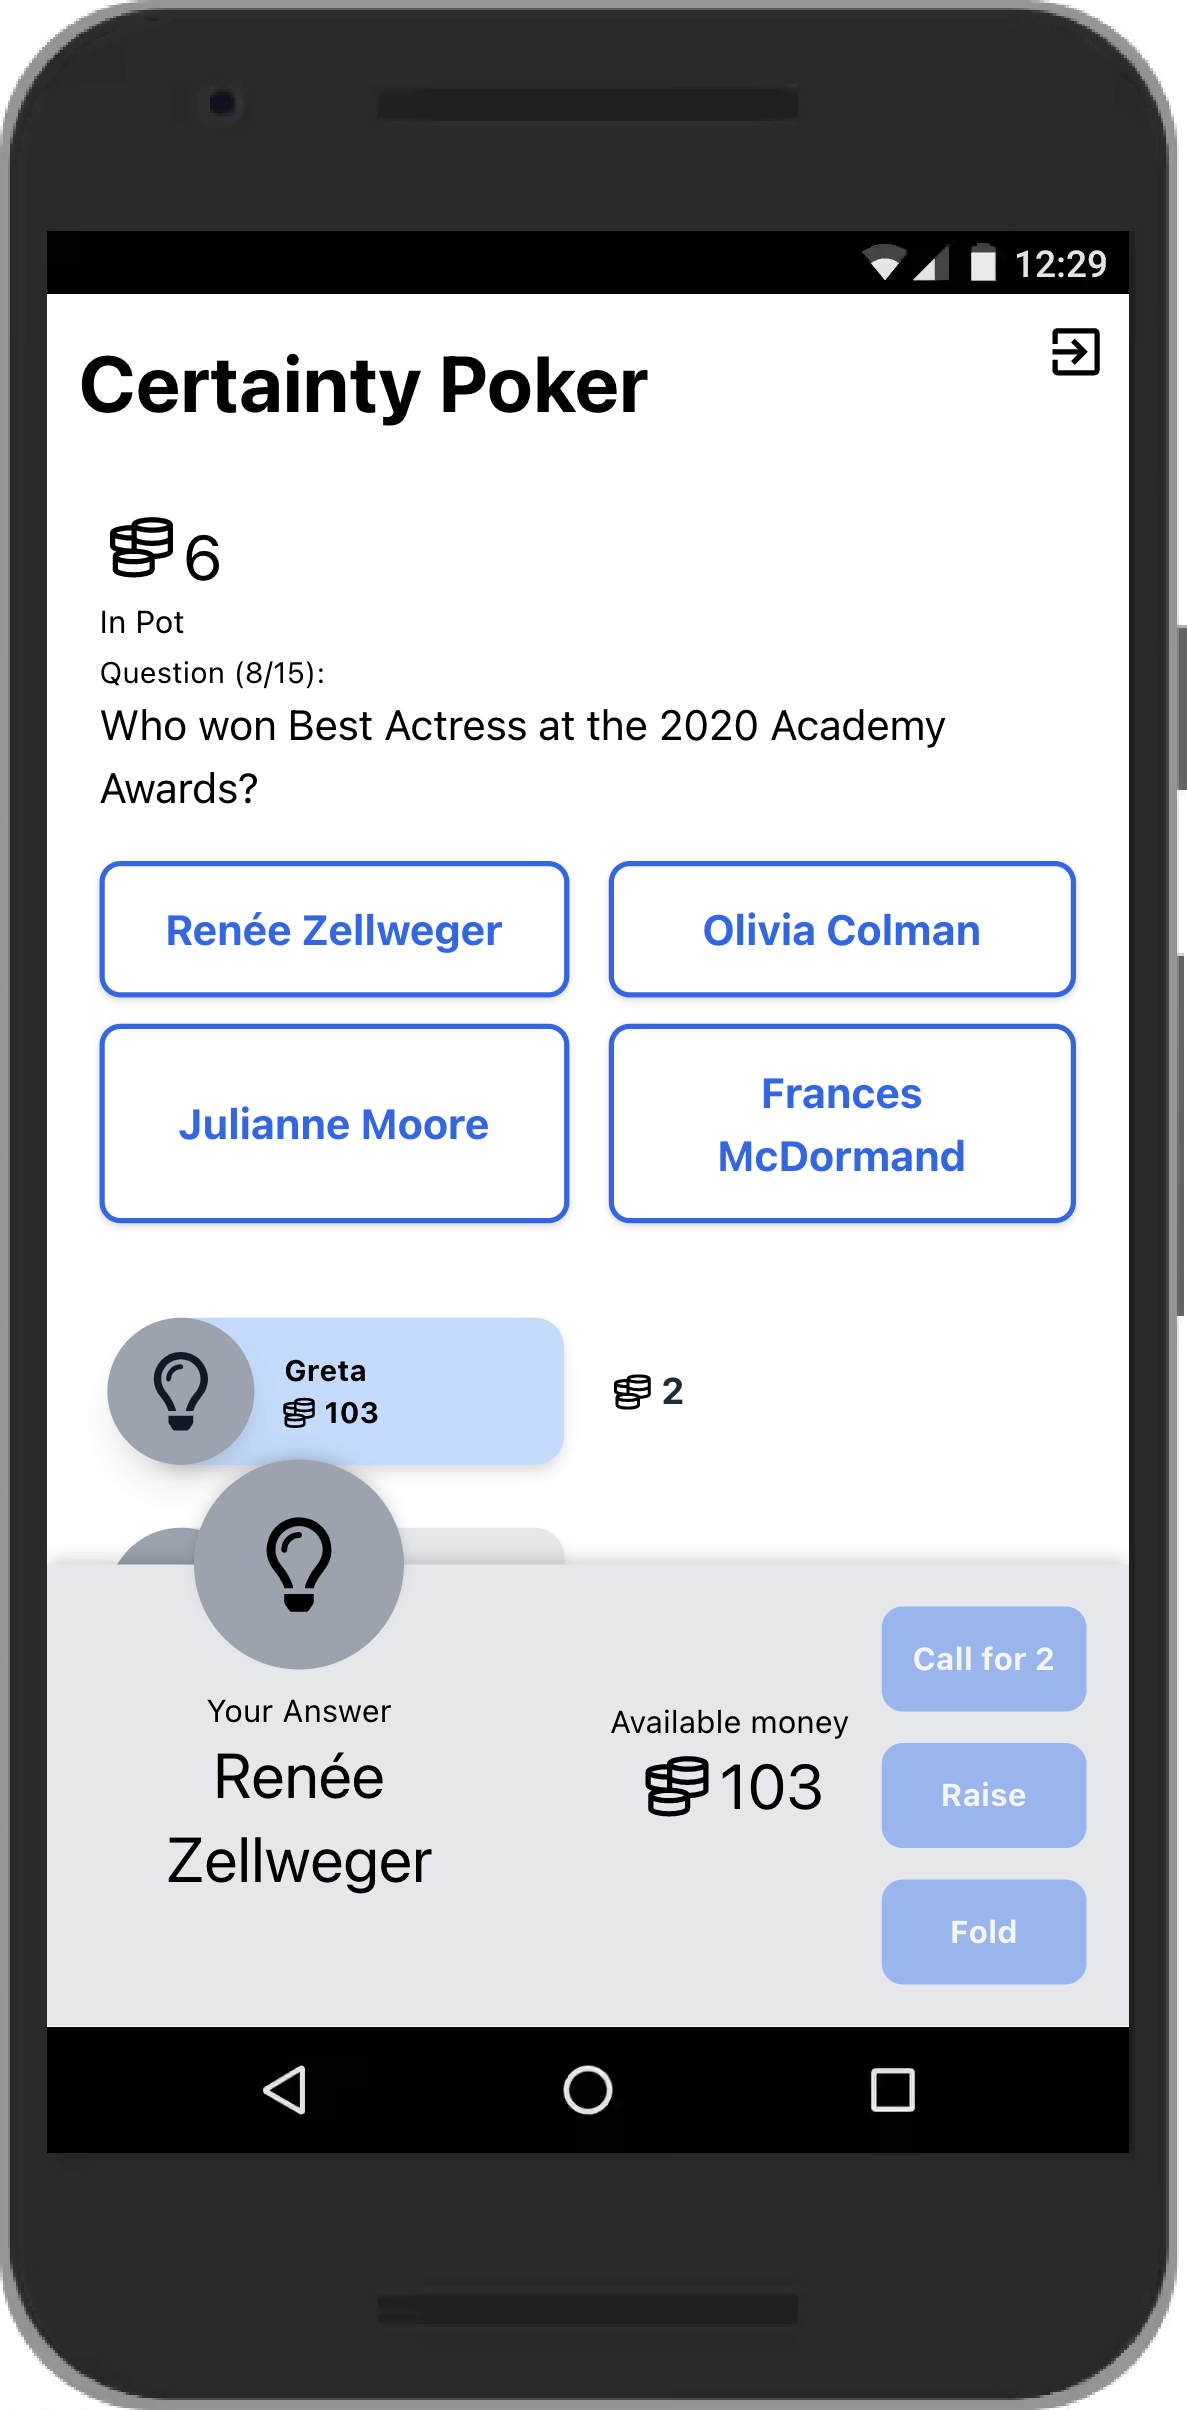 12:29
Certainty Poker
6
In Pot
Question (8/15):
Who won Best Actress at the 2020 Academy
Awards?
Renée Zellweger
Olivia Colman
Julianne Moore
Frances
McDormand
Greta
103
2
Your Answer
Renée
Zellweger
Available money
103
Call for 2
Raise
Fold